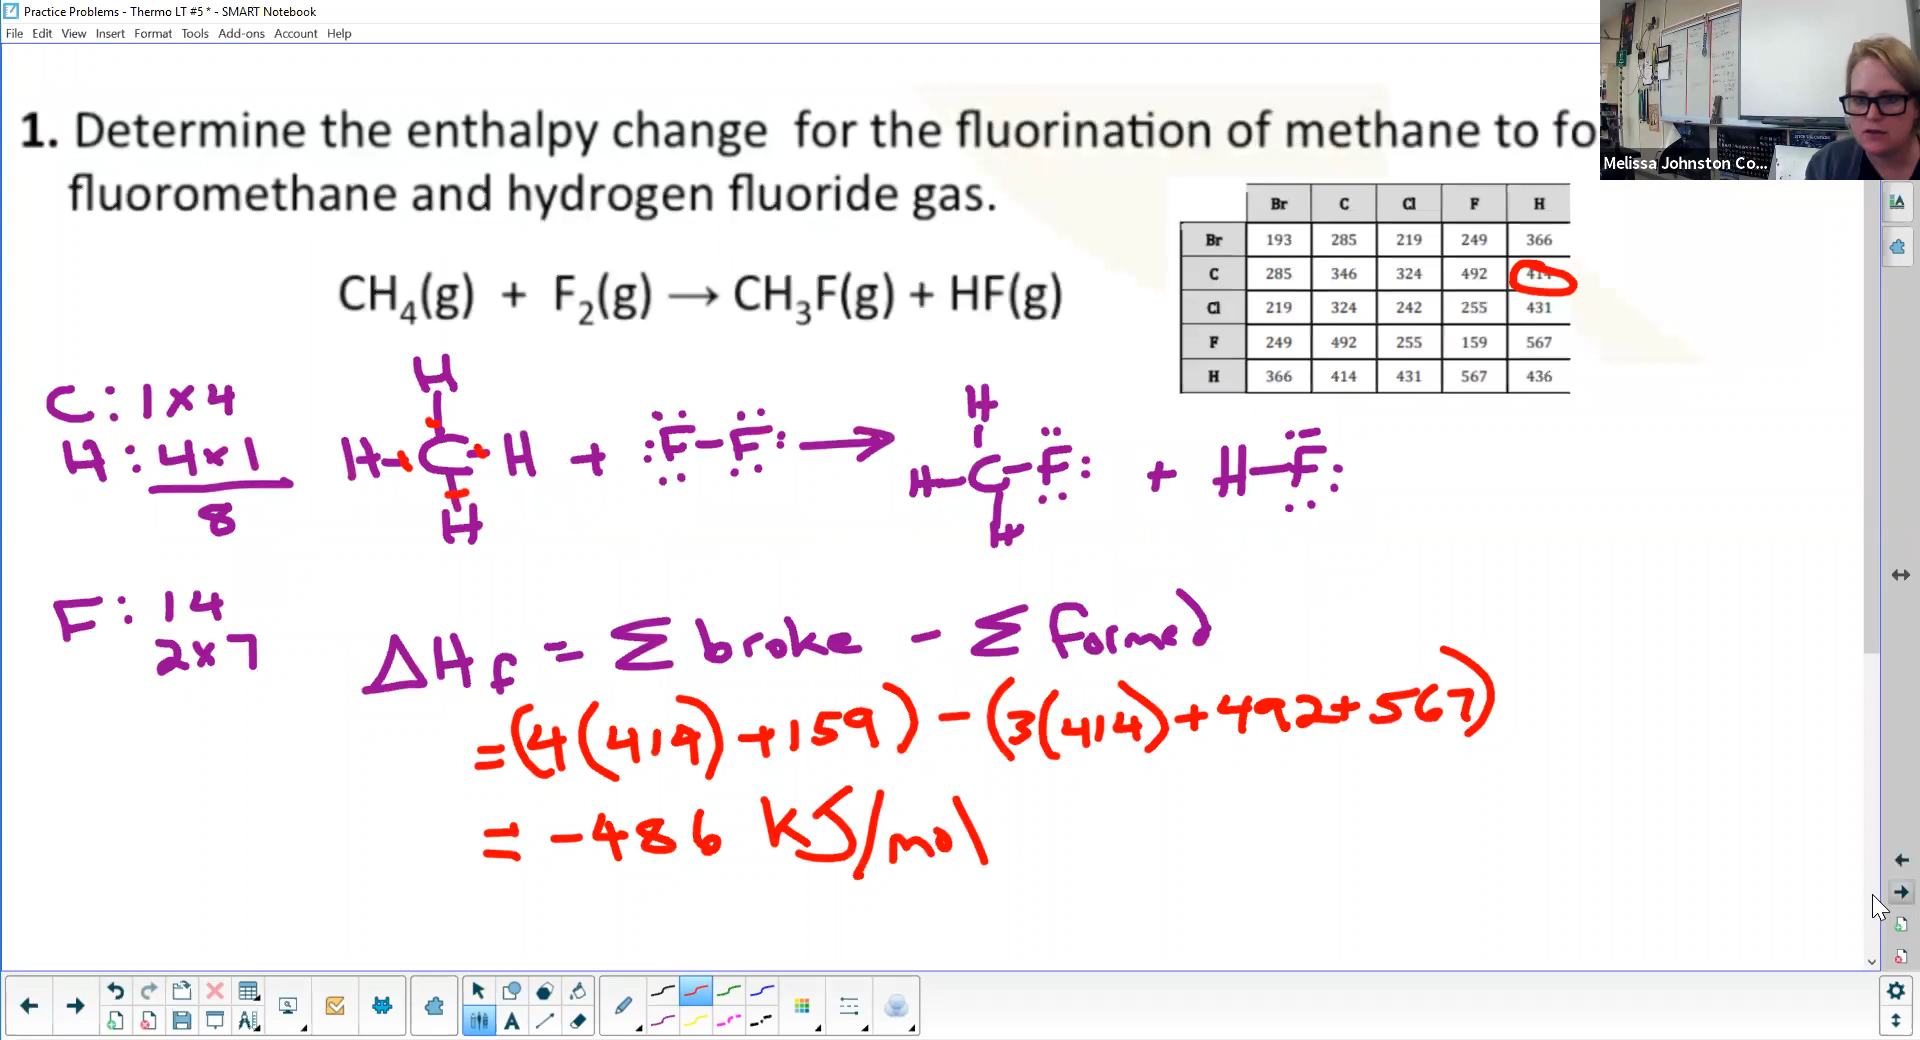 Practice Problems - Thermo LT #5 * - SMART Notebook
File Edit View Insert Format Tools Add-ons Account Help
Melissa Johnston Co...
1. Determine the enthalpy change for the fluorination of methane to fo
fluoromethane and hydrogen fluoride gas.
Br C Cl F H
Br 193 285 219 249 366
C 285 346 324 492 414
Cl 219 324 242 255 431
F 249 492 255 159 567
H 366 414 431 567 436
CH₄(g) + F₂(g) → CH₃F(g) + HF(g)
C: 1 x 4
H: 4 x 1
8
H
H-C-H + :F-F: →
H
H
H-C-F: + H-F:
H
F: 14
2 x 7
ΔHf = Σ broke - Σ formed
= (4(414) + 159) - (3(414) + 492 + 567)
= -486 kJ/mol